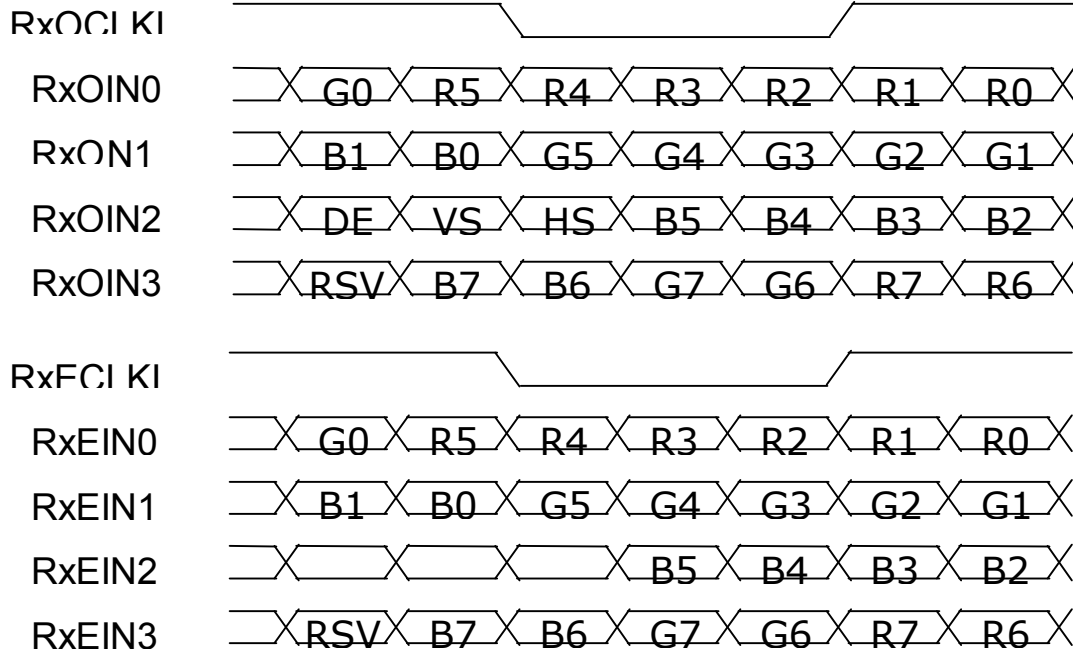 RxOCLKI
RxOIN0 G0 R5 R4 R3 R2 R1 R0
RxON1 B1 B0 G5 G4 G3 G2 G1
RxOIN2 DE VS HS B5 B4 B3 B2
RxOIN3 RSV B7 B6 G7 G6 R7 R6
RxECLKI
RxEIN0 G0 R5 R4 R3 R2 R1 R0
RxEIN1 B1 B0 G5 G4 G3 G2 G1
RxEIN2 B5 B4 B3 B2
RxEIN3 RSV B7 B6 G7 G6 R7 R6